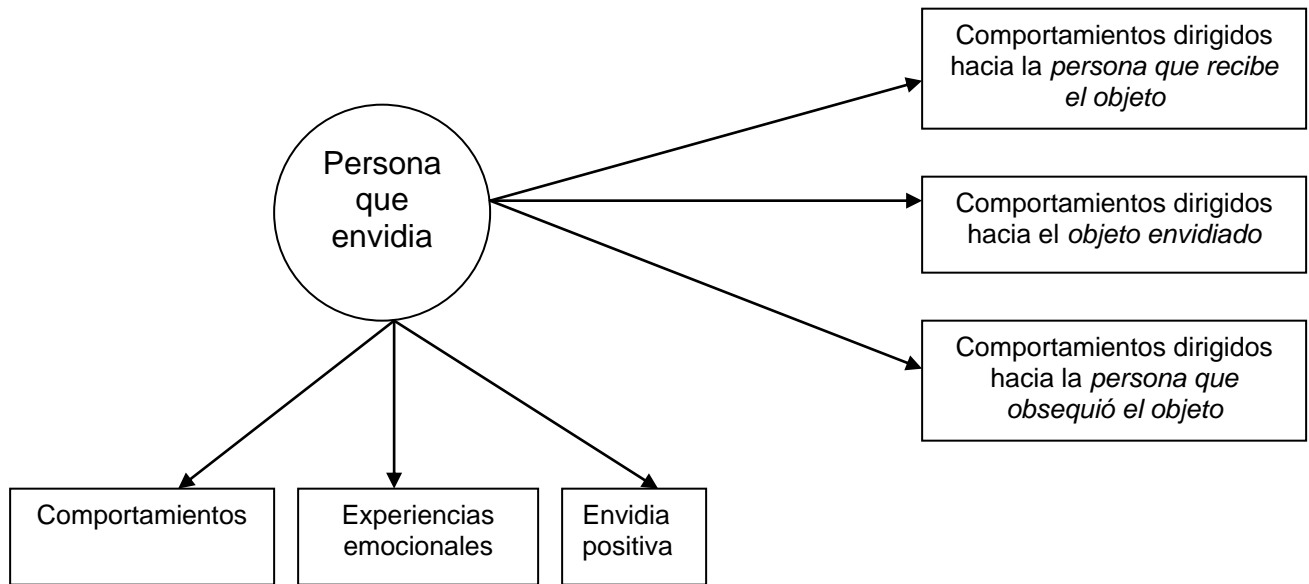 Comportamientos dirigidos
hacia la persona que recibe
el objeto
Persona
que
envidia
Comportamientos dirigidos
hacia el objeto envidiado
Comportamientos dirigidos
hacia la persona que
obsequió el objeto
Comportamientos
Experiencias
emocionales
Envidia
positiva